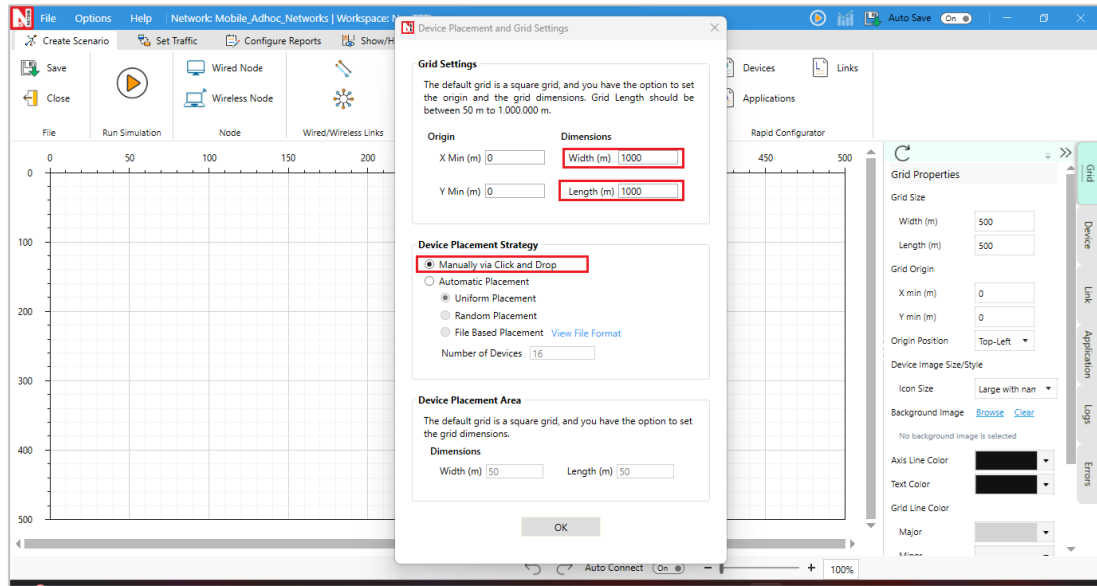 File Options Help Network: Mobile_Adhoc_Networks | Workspace:
Auto Save On
Create Scenario Set Traffic Configure Reports Show/H
Save
Close
File
Run Simulation
Wired Node
Wireless Node
Node
Wired/Wireless Links
Devices
Links
Applications
Rapid Configurator
0 50 100 150 200 450 500
0
100
200
300
400
500
Device Placement and Grid Settings
Grid Settings
The default grid is a square grid, and you have the option to set
the origin and the grid dimensions. Grid Length should be
between 50 m to 1.000.000 m.
Origin Dimensions
X Min (m) 0 Width (m) 1000
Y Min (m) 0 Length (m) 1000
Device Placement Strategy
Manually via Click and Drop
Automatic Placement
Uniform Placement
Random Placement
File Based Placement View File Format
Number of Devices 16
Device Placement Area
The default grid is a square grid, and you have the option to set
the grid dimensions.
Dimensions
Width (m) 50 Length (m) 50
OK
Grid Properties
Grid Size
Width (m) 500
Length (m) 500
Grid Origin
X min (m) 0
Y min (m) 0
Origin Position Top-Left
Device Image Size/Style
Icon Size Large with nam
Background Image Browse Clear
No background image is selected
Axis Line Color
Text Color
Grid Line Color
Major
Grid
Device
Link
Application
Logs
Errors
Auto Connect On
100%